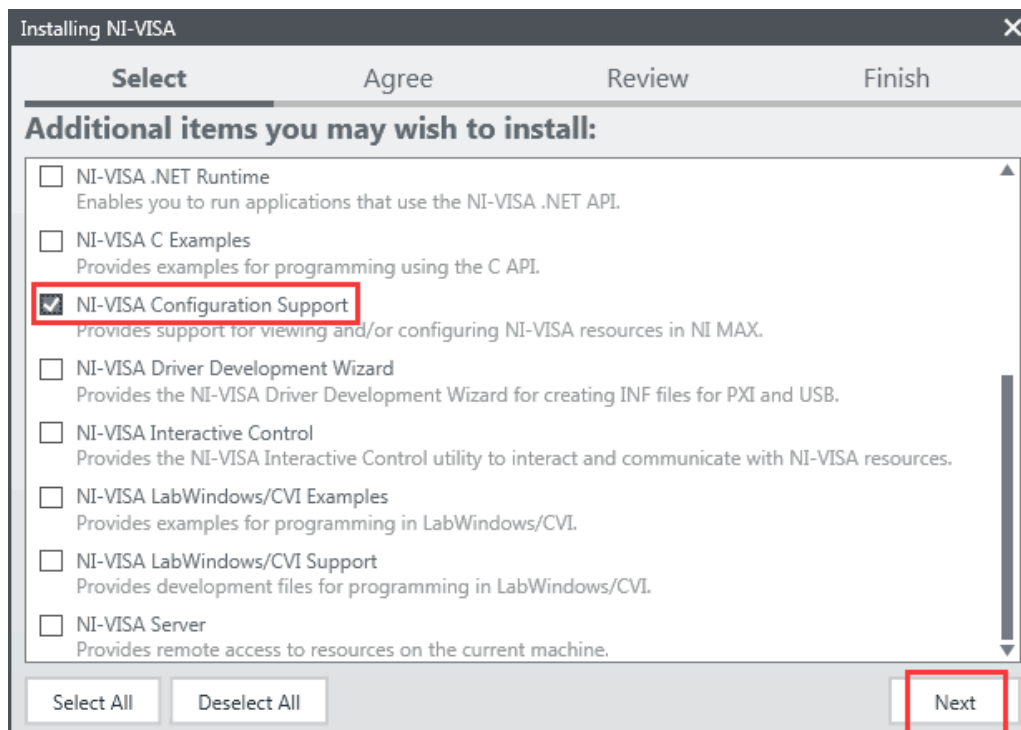 Installing NI-VISA
Select Agree Review Finish
Additional items you may wish to install:
NI-VISA .NET Runtime
Enables you to run applications that use the NI-VISA .NET API.
NI-VISA C Examples
Provides examples for programming using the C API.
NI-VISA Configuration Support
Provides support for viewing and/or configuring NI-VISA resources in NI MAX.
NI-VISA Driver Development Wizard
Provides the NI-VISA Driver Development Wizard for creating INF files for PXI and USB.
NI-VISA Interactive Control
Provides the NI-VISA Interactive Control utility to interact and communicate with NI-VISA resources.
NI-VISA LabWindows/CVI Examples
Provides examples for programming in LabWindows/CVI.
NI-VISA LabWindows/CVI Support
Provides development files for programming in LabWindows/CVI.
NI-VISA Server
Provides remote access to resources on the current machine.
Select All Deselect All Next